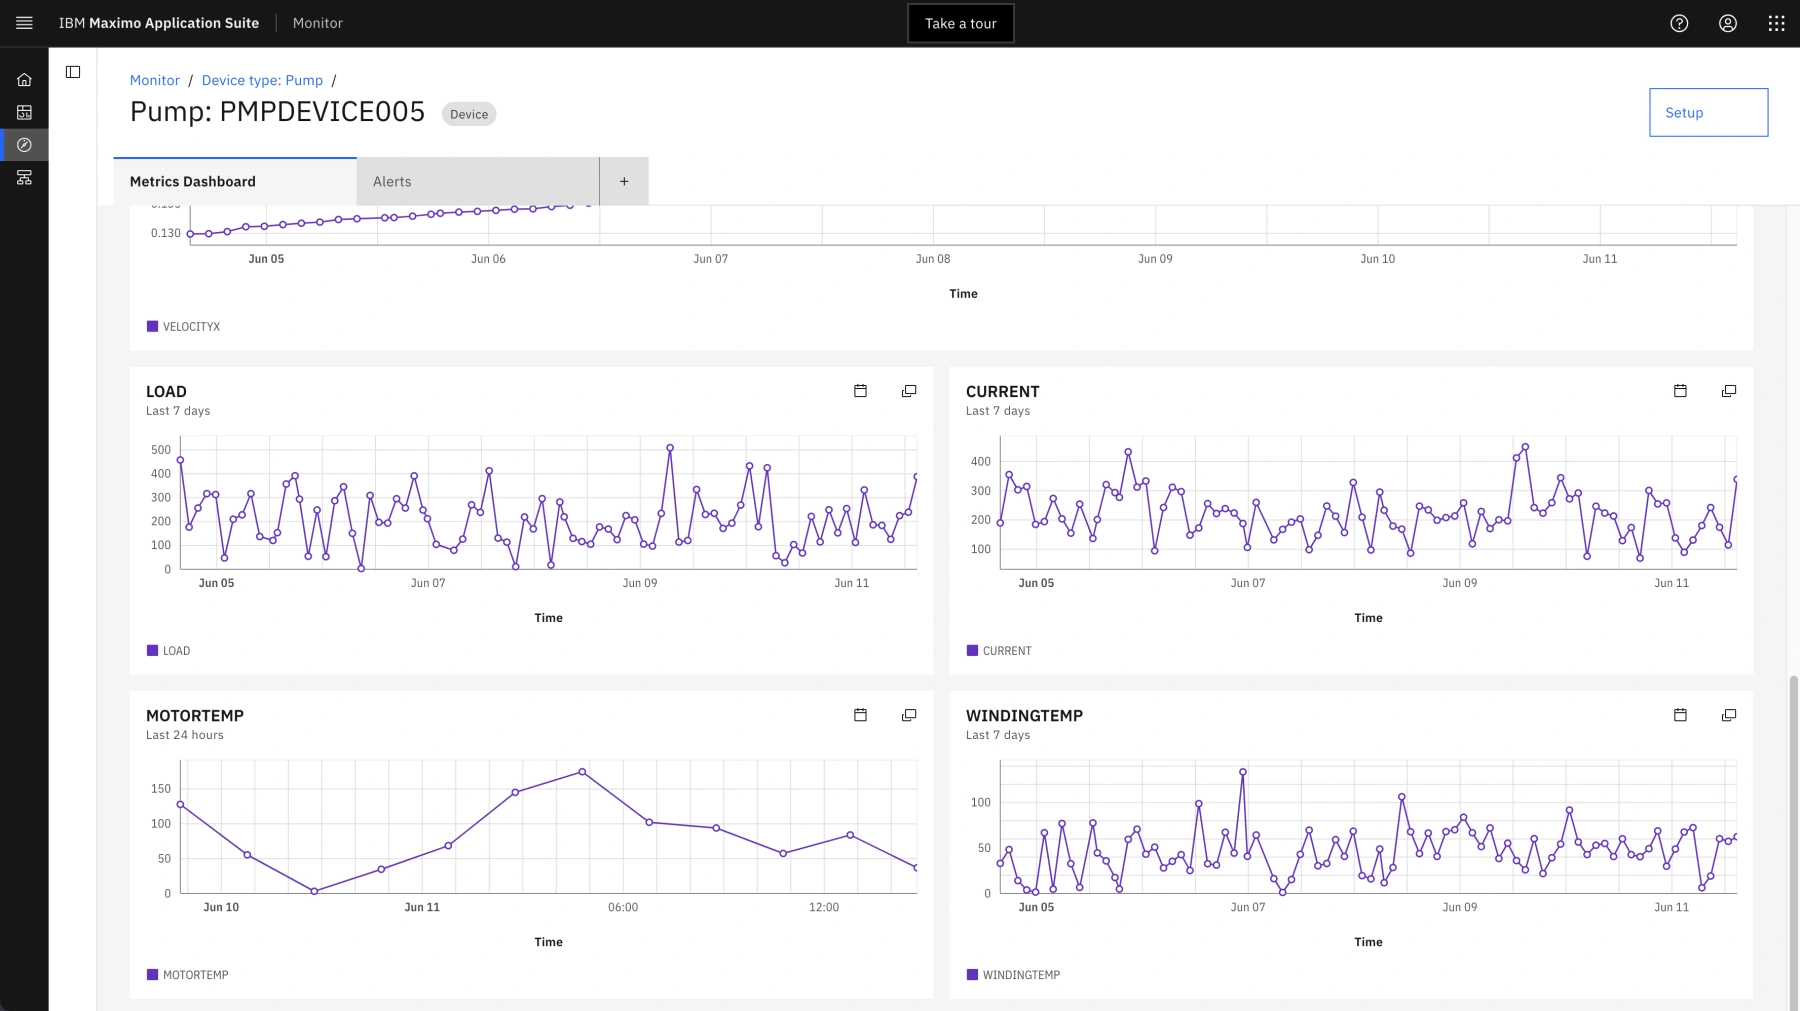 IBM Maximo Application Suite | Monitor
Take a tour
Monitor / Device type: Pump /
Pump: PMPDEVICE005 Device
Setup
Metrics Dashboard
Alerts
+
0.130
Jun 05 Jun 06 Jun 07 Jun 08 Jun 09 Jun 10 Jun 11
Time
VELOCITYX
LOAD
Last 7 days
500
400
300
200
100
0
Jun 05 Jun 07 Jun 09 Jun 11
Time
LOAD
CURRENT
Last 7 days
400
300
200
100
Jun 05 Jun 07 Jun 09 Jun 11
Time
CURRENT
MOTORTEMP
Last 24 hours
150
100
50
0
Jun 10 Jun 11 06:00 12:00
Time
MOTORTEMP
WINDINGTEMP
Last 7 days
100
50
0
Jun 05 Jun 07 Jun 09 Jun 11
Time
WINDINGTEMP